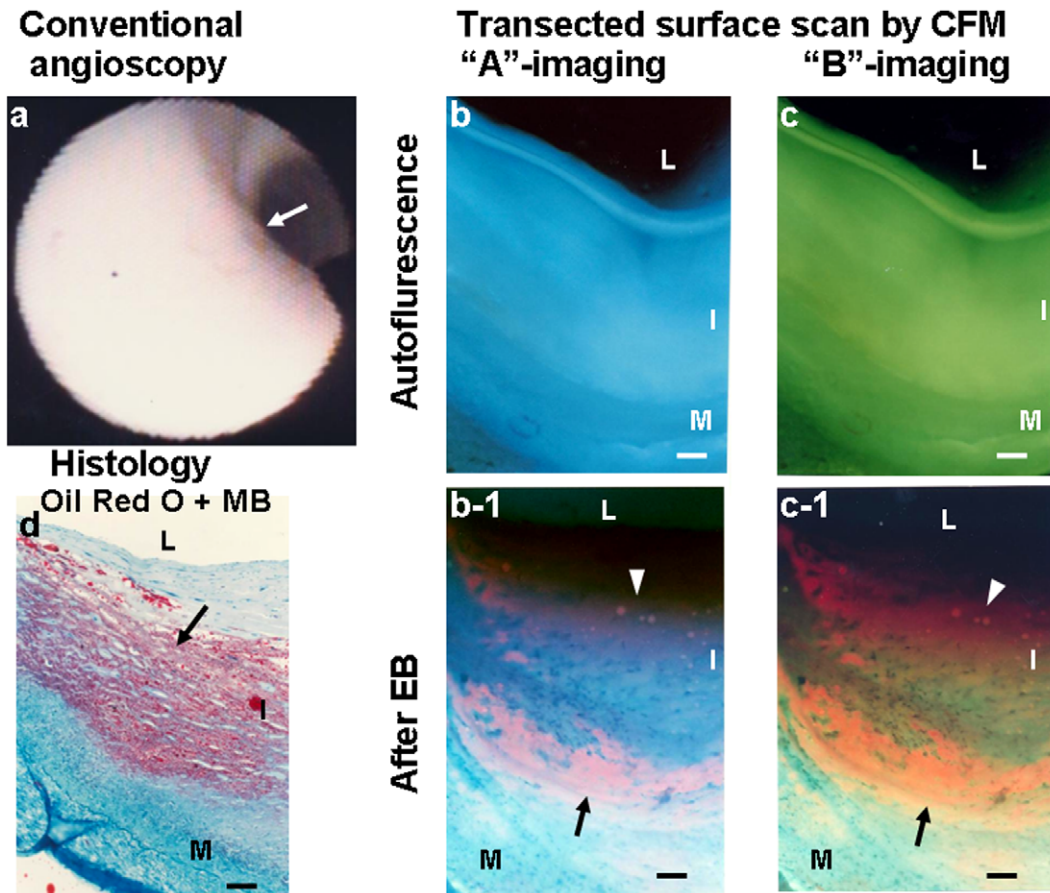 Conventional
angioscopy
Transected surface scan by CFM
“A”-imaging
“B”-imaging
a
Autoflurescence
b
L
I
M
c
L
I
M
Histology
Oil Red O + MB
d
L
I
M
After EB
b-1
L
I
M
c-1
L
I
M